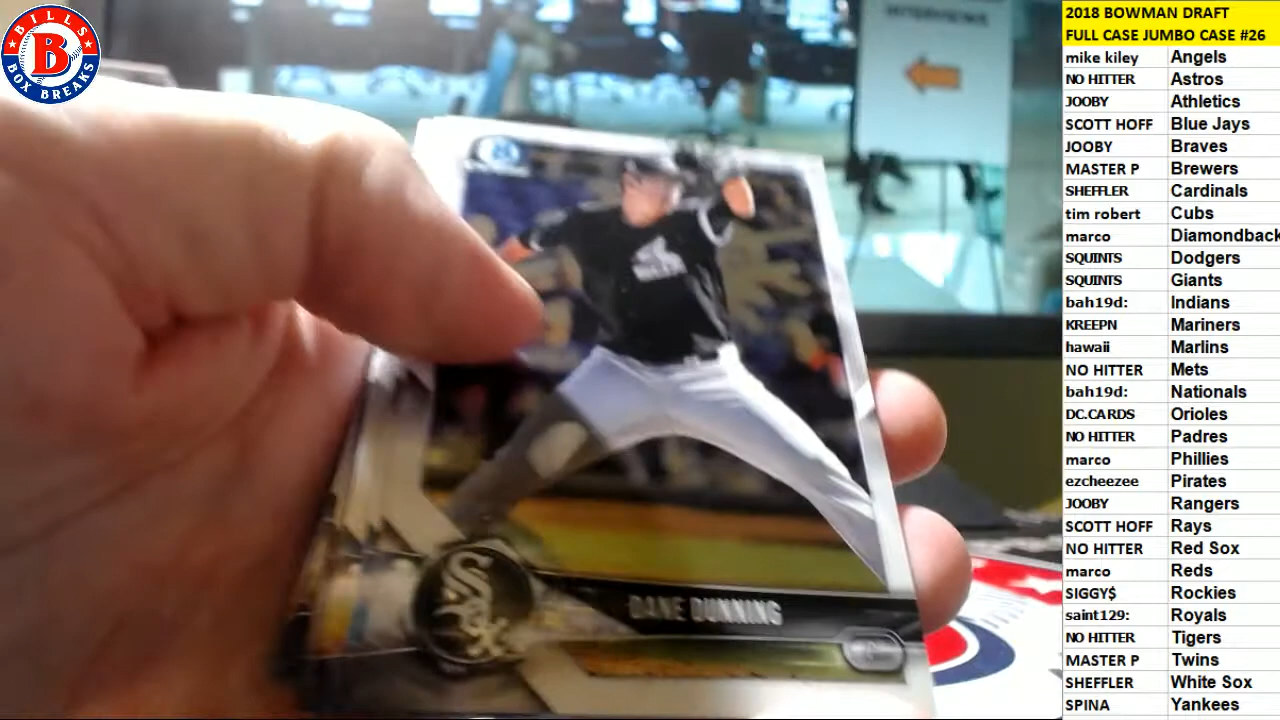 BILL'S
B
BOX BREAKS
INTERVIEWS
DANE DUNNING
Sox
2018 BOWMAN DRAFT
FULL CASE JUMBO CASE #26
mike kiley Angels
NO HITTER Astros
JOOBY Athletics
SCOTT HOFF Blue Jays
JOOBY Braves
MASTER P Brewers
SHEFFLER Cardinals
tim robert Cubs
marco Diamondback
SQUINTS Dodgers
SQUINTS Giants
bah19d: Indians
KREEPN Mariners
hawaii Marlins
NO HITTER Mets
bah19d: Nationals
DC.CARDS Orioles
NO HITTER Padres
marco Phillies
ezcheezee Pirates
JOOBY Rangers
SCOTT HOFF Rays
NO HITTER Red Sox
marco Reds
SIGGY$ Rockies
saint129: Royals
NO HITTER Tigers
MASTER P Twins
SHEFFLER White Sox
SPINA Yankees